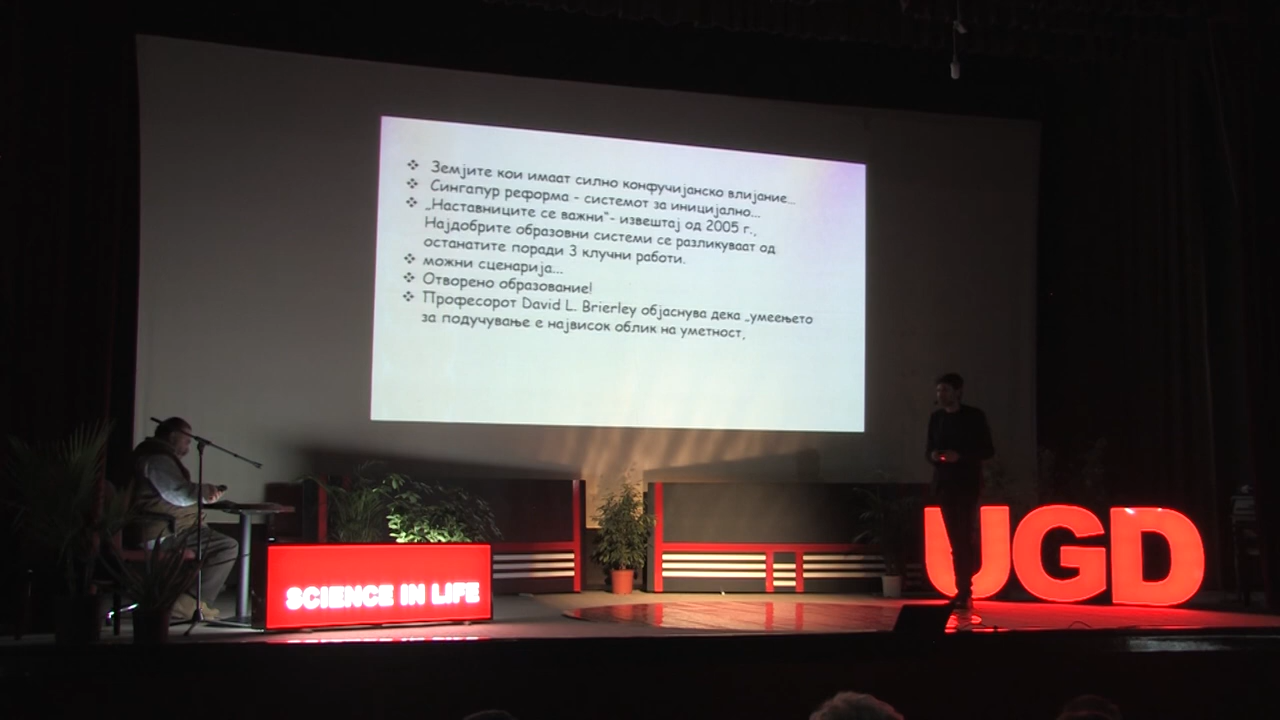 ❖ Земјите кои имаат силно конфучијанско влијание...
❖ Сингапур реформа - системот за иницијално...
❖ „Наставниците се важни“- извештај од 2005 г.,
Најдобрите образовни системи се разликуваат од
останатите поради 3 клучни работи.
❖ можни сценарија...
❖ Отворено образование!
❖ Професорот David L. Brierley објаснува дека „умеењето
за подучување е највисок облик на уметност,
SCIENCE IN LIFE
UGD